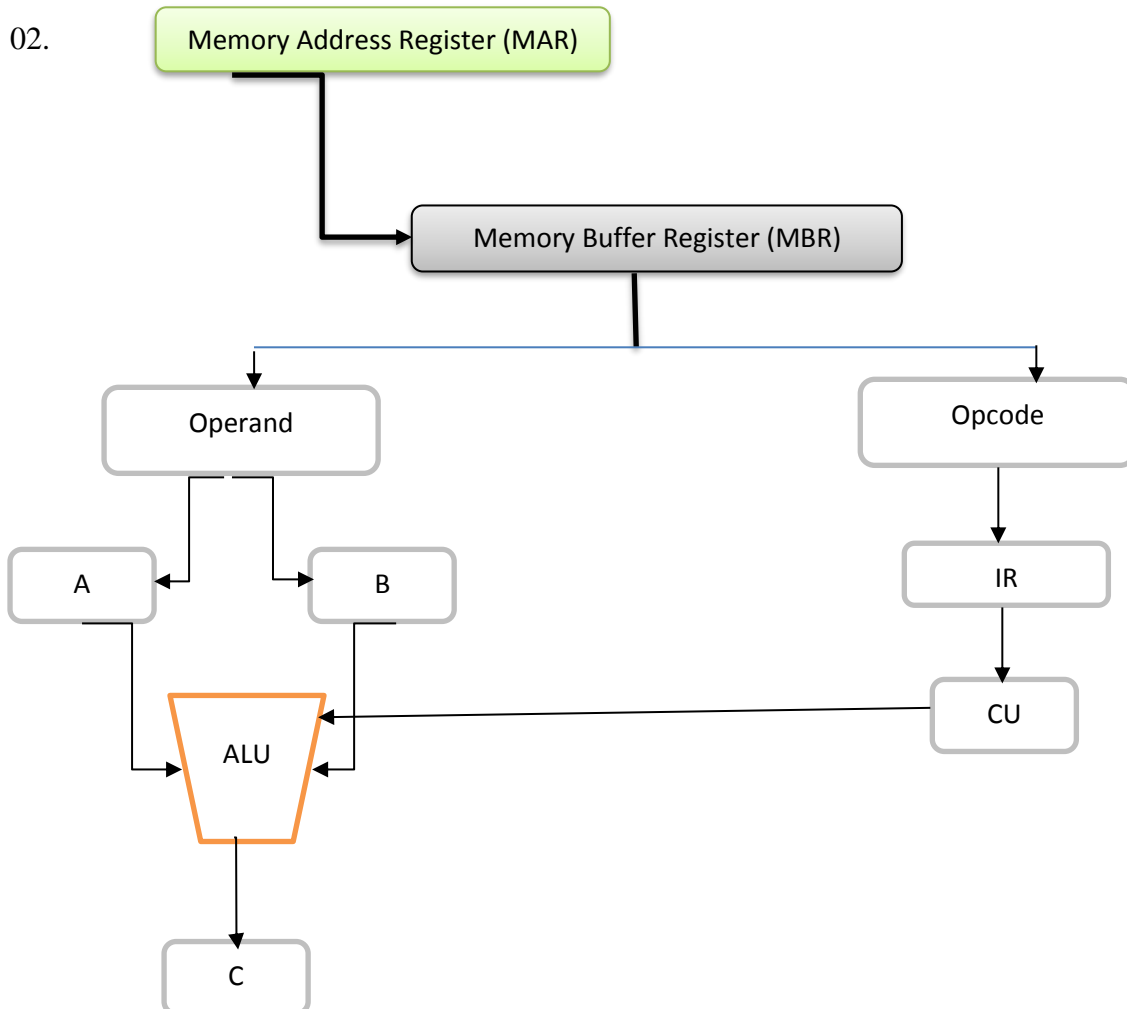 02.
Memory Address Register (MAR)
Memory Buffer Register (MBR)
Operand
Opcode
A
B
IR
CU
ALU
C